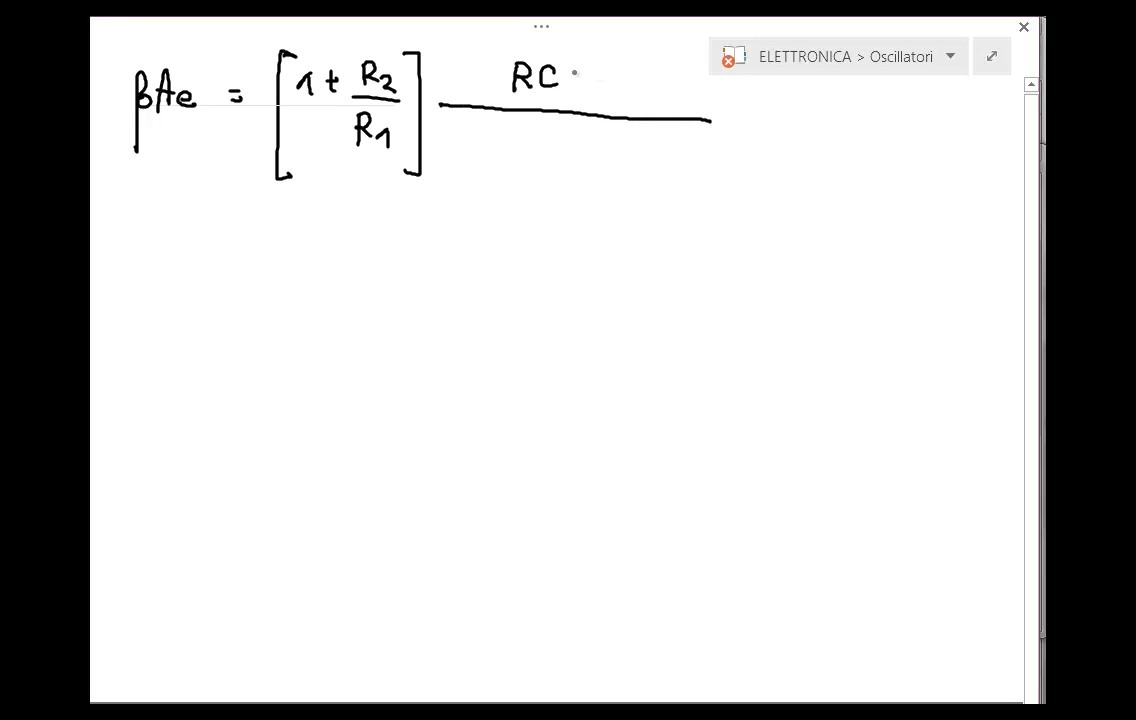 ELETTRONICA > Oscillatori
βAe = [1 + R2/R1] RC